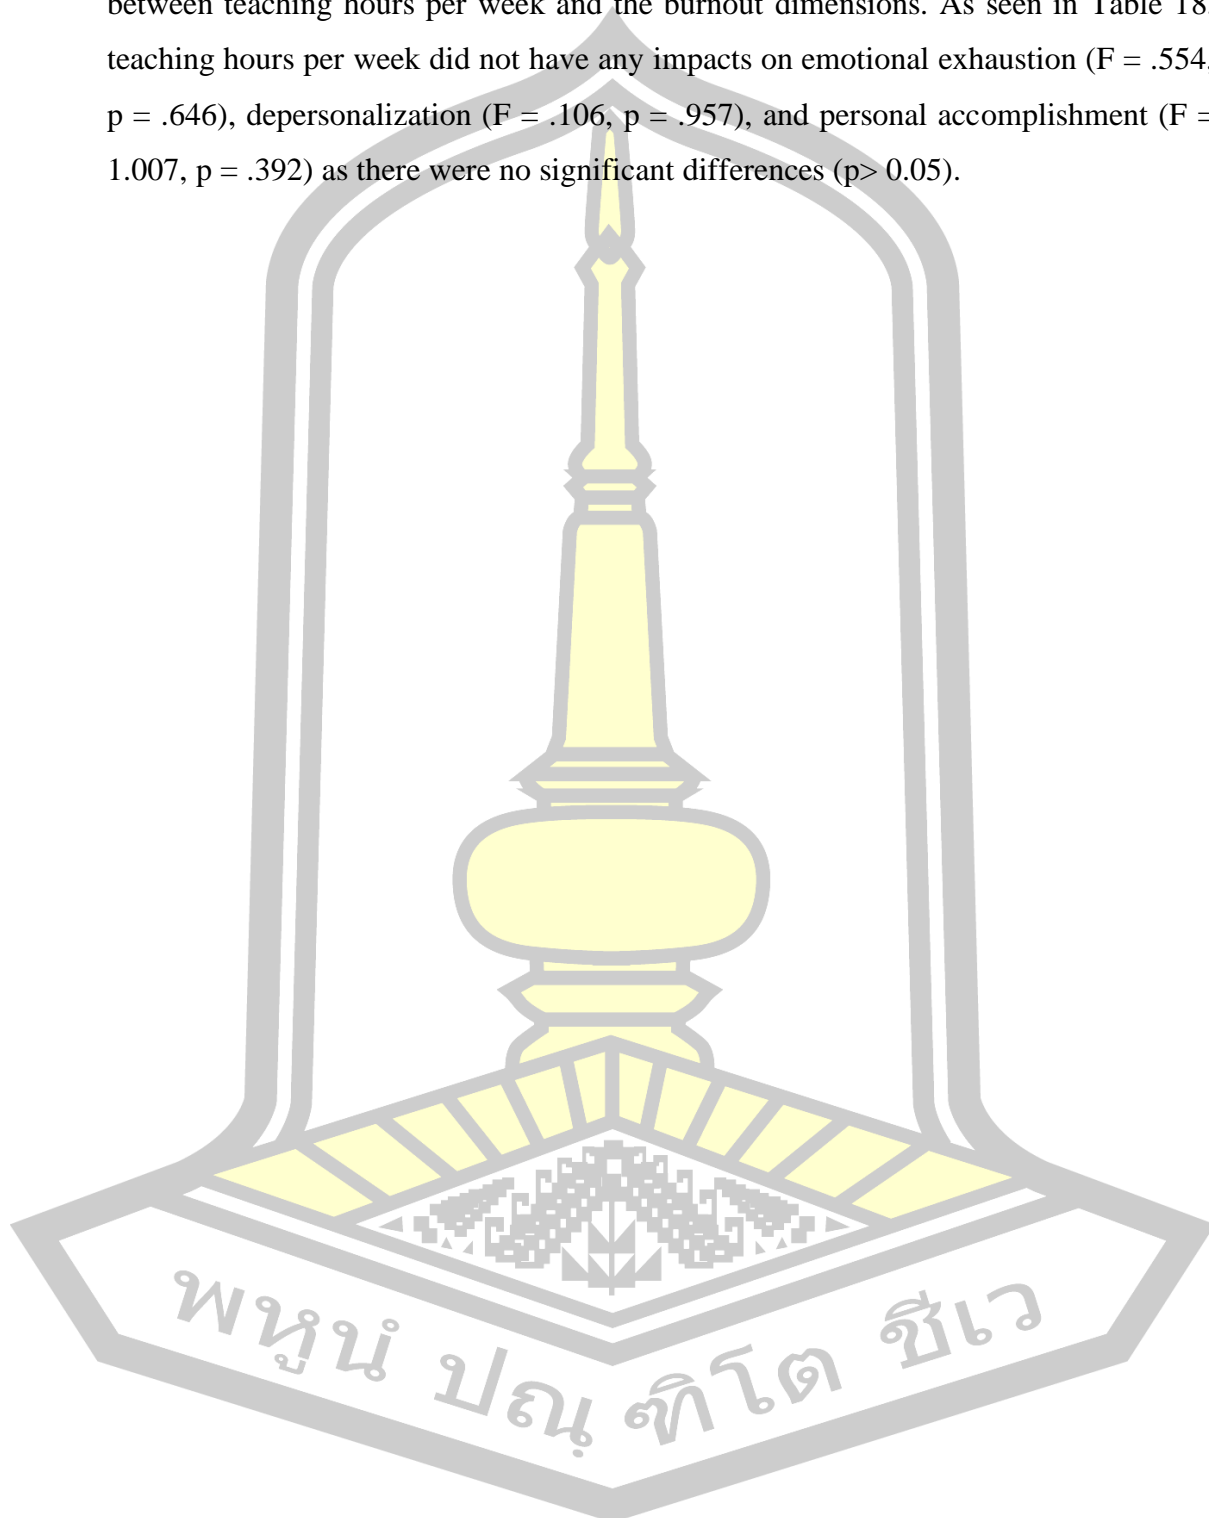 between teaching hours per week and the burnout dimensions. As seen in Table 18,
teaching hours per week did not have any impacts on emotional exhaustion (F = .554,
p = .646), depersonalization (F = .106, p = .957), and personal accomplishment (F =
1.007, p = .392) as there were no significant differences (p> 0.05).
พหูนํ ปณฺฑิโต ชีเว